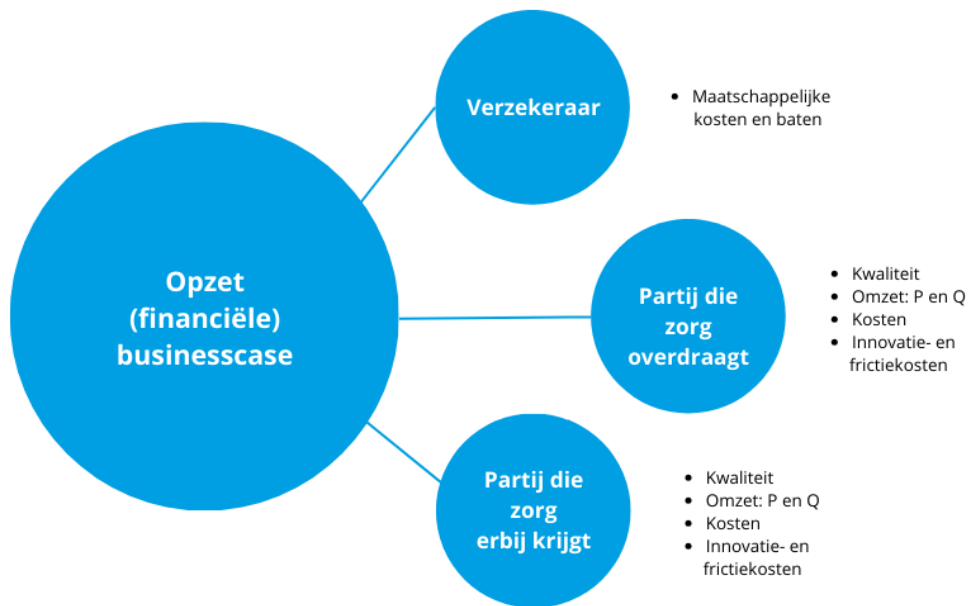 Opzet
(financiële)
businesscase
Verzekeraar
• Maatschappelijke
kosten en baten
Partij die
zorg
overdraagt
• Kwaliteit
• Omzet: P en Q
• Kosten
• Innovatie- en
frictiekosten
Partij die
zorg
erbij krijgt
• Kwaliteit
• Omzet: P en Q
• Kosten
• Innovatie- en
frictiekosten